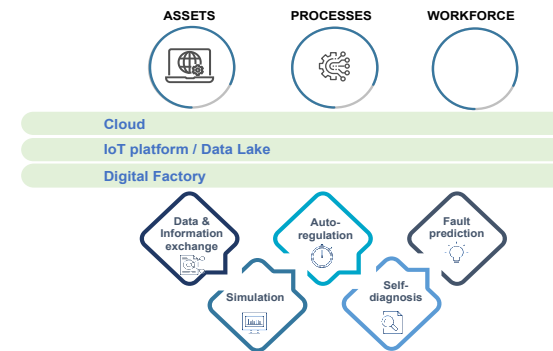 ASSETS PROCESSES WORKFORCE
Cloud
IoT platform / Data Lake
Digital Factory
Data &
Information
exchange
Auto-
regulation
Fault
prediction
Simulation
Self-
diagnosis